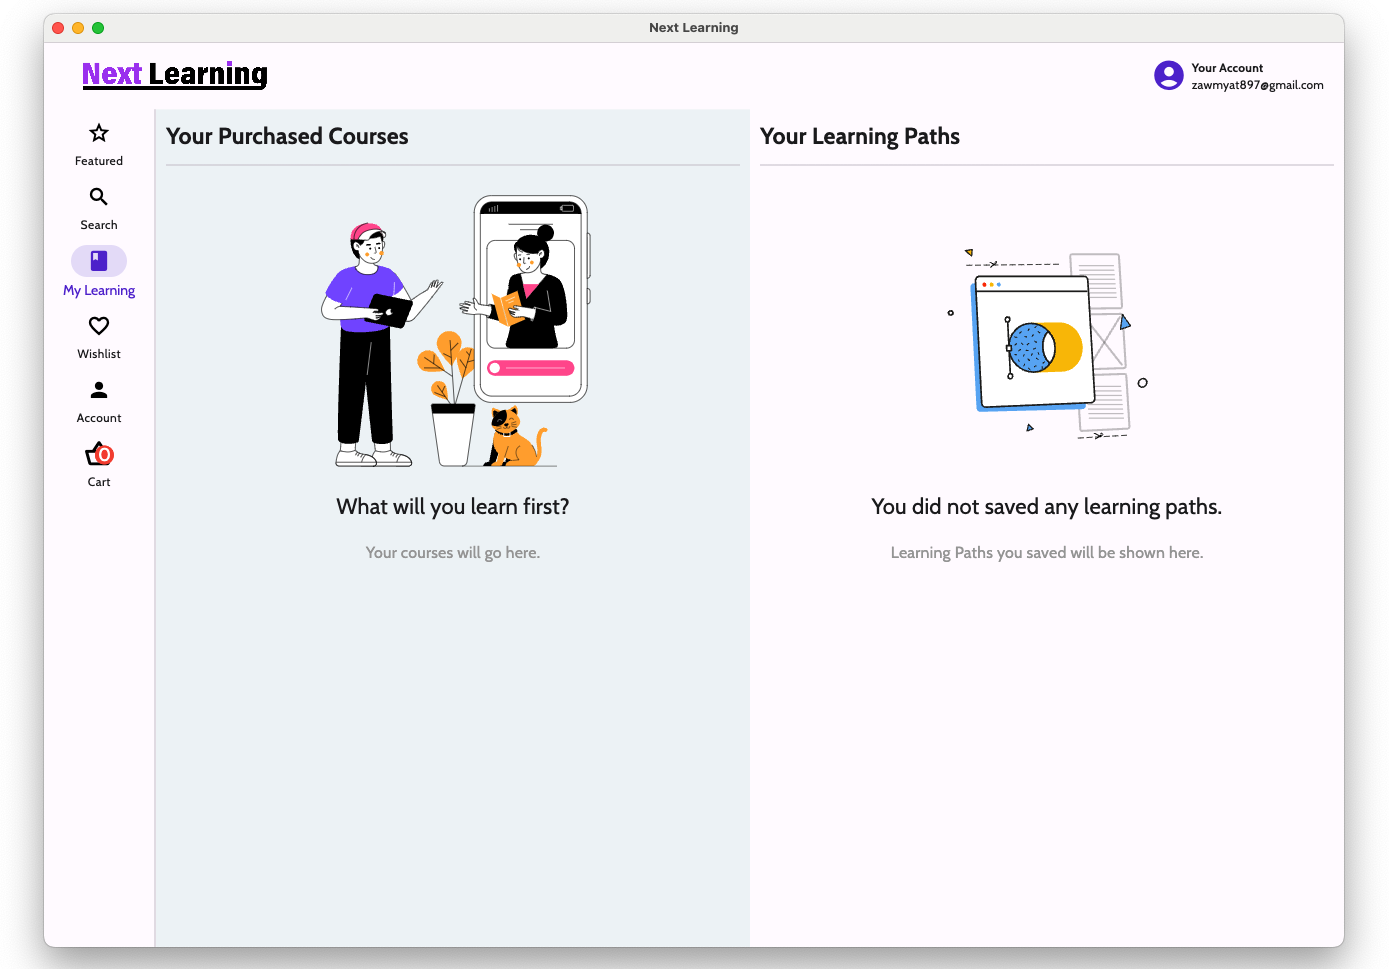 Next Learning
Next Learning
Your Account
zawmyat897@gmail.com
Featured
Search
My Learning
Wishlist
Account
0
Cart
Your Purchased Courses
What will you learn first?
Your courses will go here.
Your Learning Paths
You did not saved any learning paths.
Learning Paths you saved will be shown here.